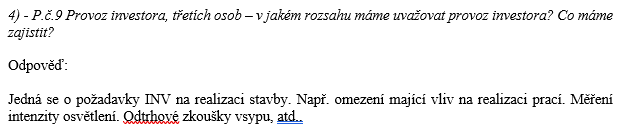 4) - P.č.9 Provoz investora, třetích osob – v jakém rozsahu máme uvažovat provoz investora? Co máme
zajistit?
Odpověď:
Jedná se o požadavky INV na realizaci stavby. Např. omezení mající vliv na realizaci prací. Měření
intenzity osvětlení. Odtrhové zkoušky vsypu, atd..